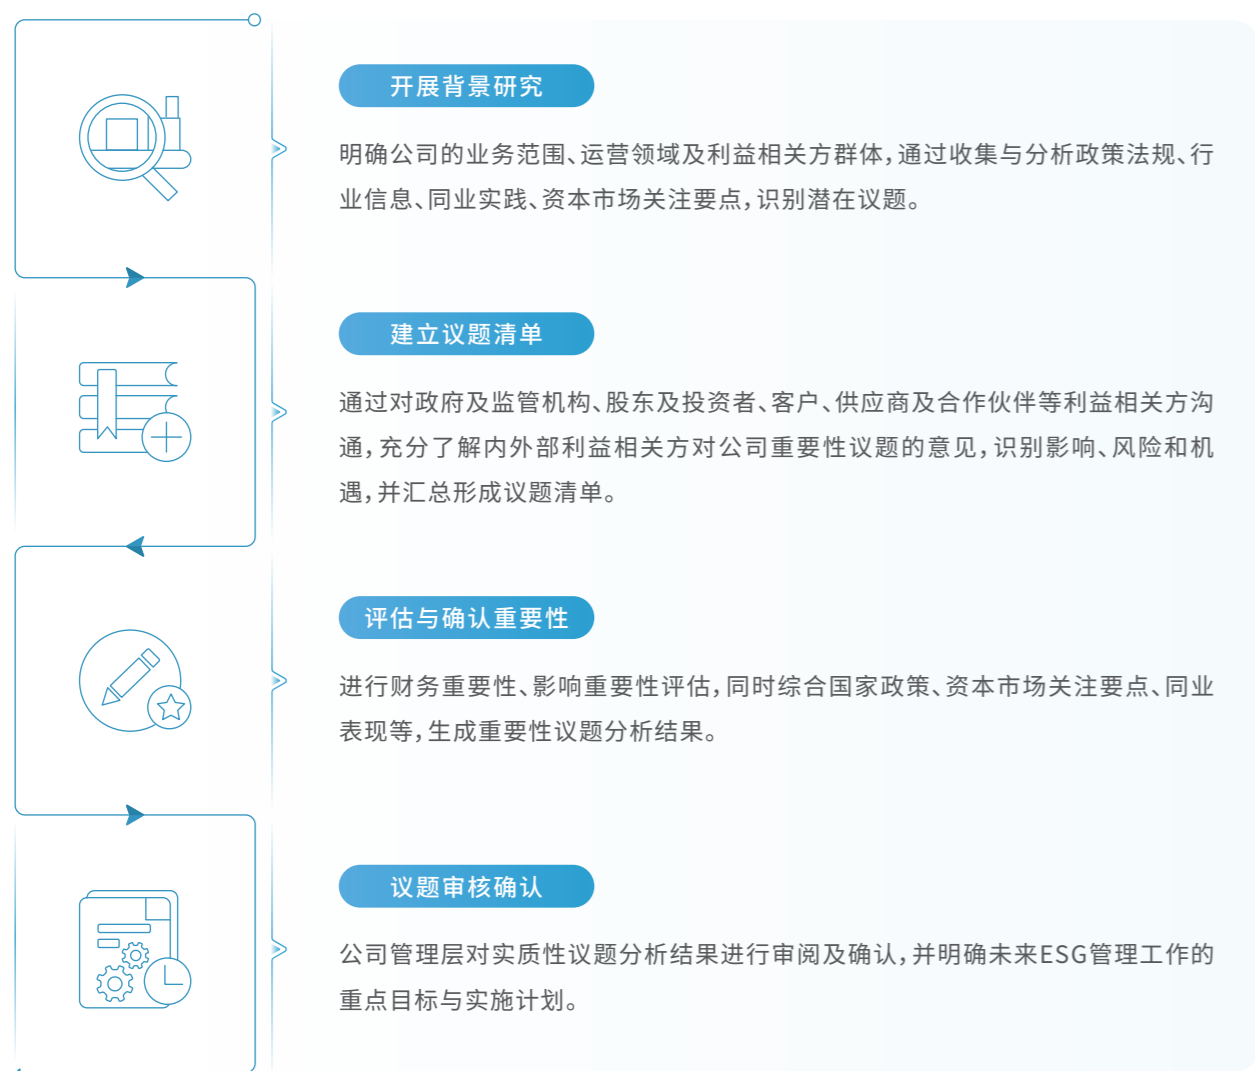 开展背景研究
明确公司的业务范围、运营领域及利益相关方群体，通过收集与分析政策法规、行
业信息、同业实践、资本市场关注要点，识别潜在议题。
建立议题清单
通过对政府及监管机构、股东及投资者、客户、供应商及合作伙伴等利益相关方沟
通，充分了解内外部利益相关方对公司重要性议题的意见，识别影响、风险和机
遇，并汇总形成议题清单。
评估与确认重要性
进行财务重要性、影响重要性评估，同时综合国家政策、资本市场关注要点、同业
表现等，生成重要性议题分析结果。
议题审核确认
公司管理层对实质性议题分析结果进行审阅及确认，并明确未来ESG管理工作的
重点目标与实施计划。